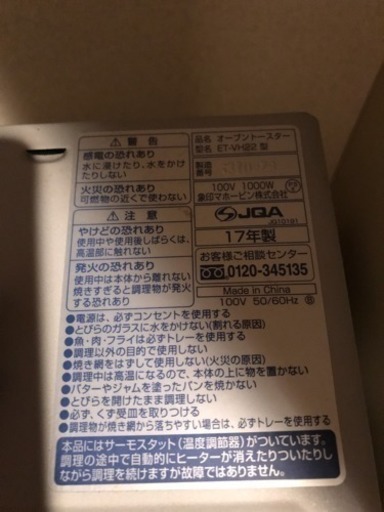 ⚠ 警告
感電の恐れあり
水に浸けたり、水をかけ
たりしない
火災の恐れあり
可燃物の近くで使わない
⚠ 注意
やけどの恐れあり
使用中や使用後しばらくは、
高温部に触れない
発火の恐れあり
使用中は本体から離れない
焼きすぎると調理物が発火
する恐れあり
品名 オーブントースター
型名 ET-VH22 型
製造
番号
100V 1000W
象印マホービン株式会社
JQA
17年製
お客様ご相談センター
0120-345135
Made in China
100V 50/60Hz Ⓑ
●電源は、必ずコンセントを使用する
●とびらのガラスに水をかけない(割れる原因)
●魚・肉・フライは必ずトレーを使用する
●調理以外の目的で使用しない
●焼き網をはずして使用しない(火災の原因)
●調理中は高温になるので、本体の上に物を置かない
●バターやジャムを塗ったパンを焼かない
●とびらを開けたまま使用しない
●必ず、くず受皿を取りつける
●調理物が焼き網から落ちやすい場合は、必ずトレーを使用する
本品にはサーモスタット(温度調節器)がついています。
調理の途中で自動的にヒーターが消えたりついたりし
ながら調理を続けますが故障ではありません。